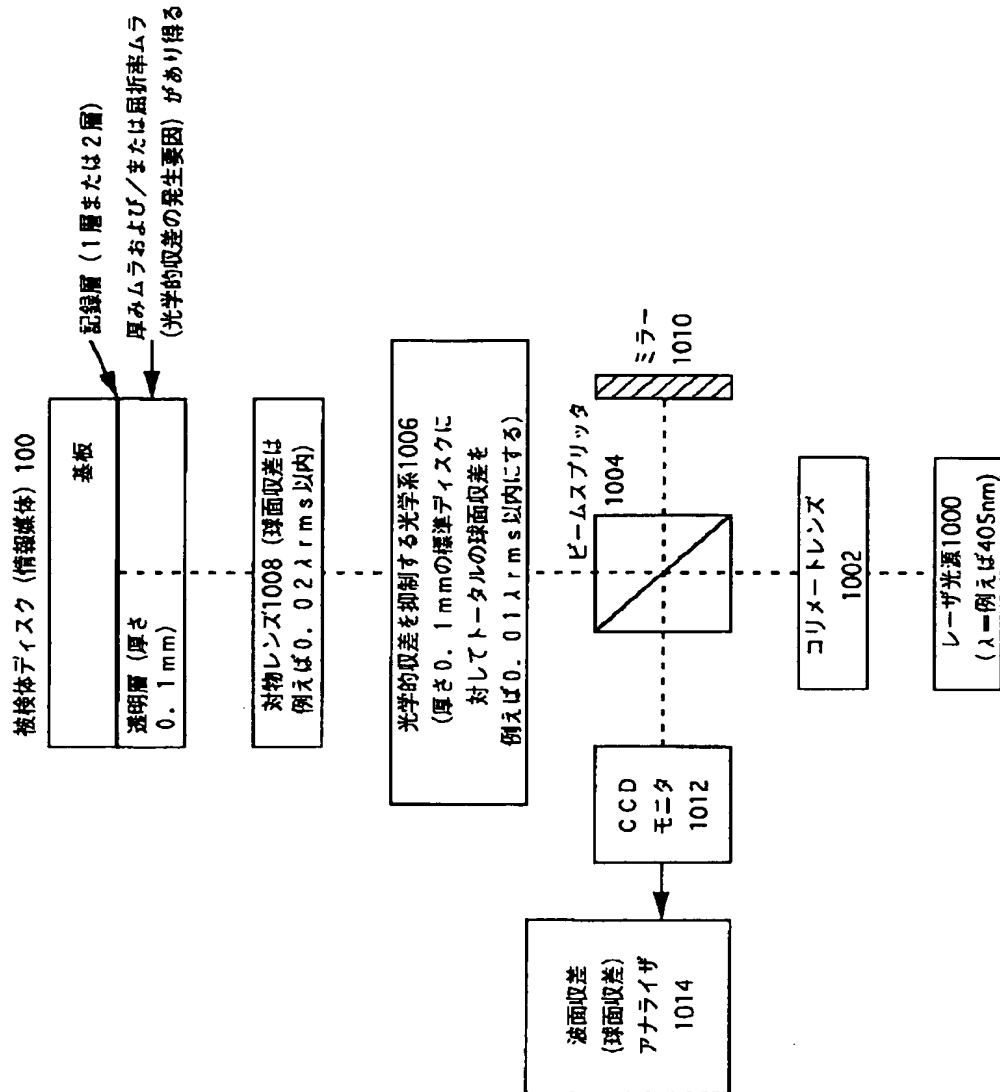 被検体ディスク（情報媒体）100
基板
透明層（厚さ
0．1mm）
記録層（1層または2層）
厚みムラおよび／または屈折率ムラ
（光学的収差の発生要因）があり得る
対物レンズ1008（球面収差は
例えば0．02λrms以内）
光学的収差を抑制する光学系1006
（厚さ0．1mmの標準ディスクに
対してトータルの球面収差を
例えば0．01λrms以内にする）
ビームスプリッタ
1004
ミラー
1010
CCD
モニタ
1012
波面収差
（球面収差）
アナライザ
1014
コリメートレンズ
1002
レーザ光源1000
（λ＝例えば405nm）